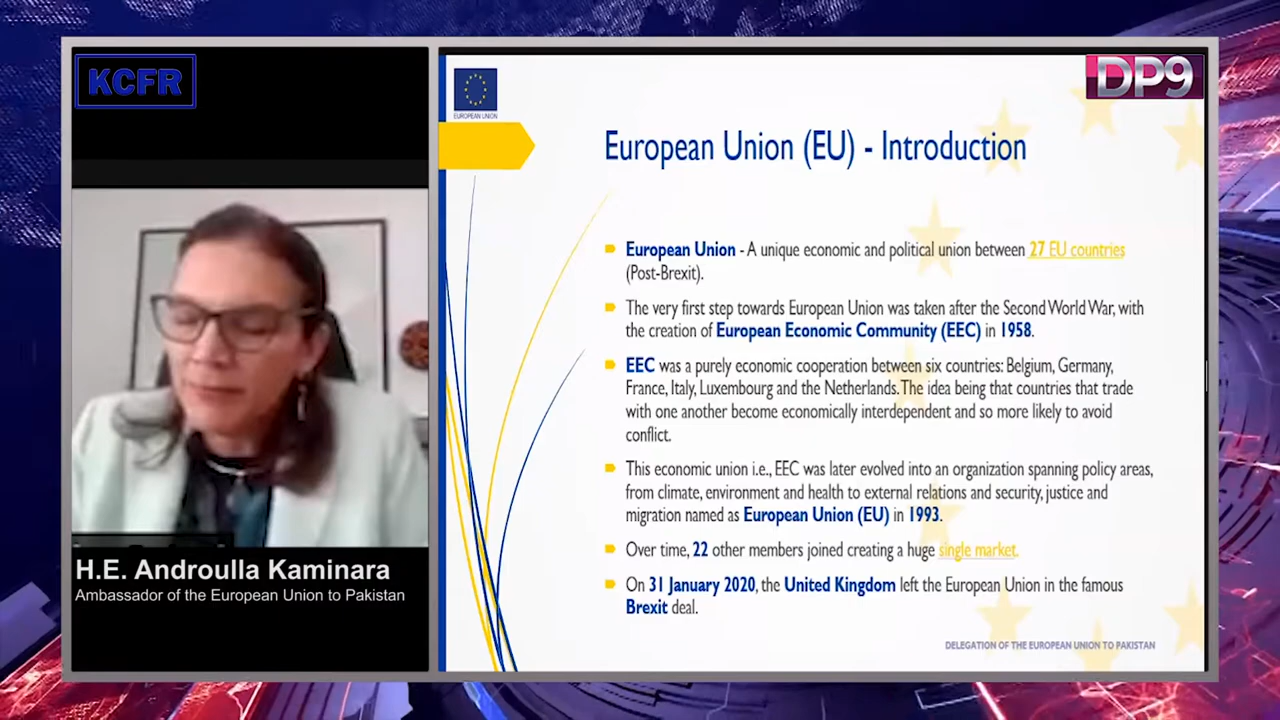 KCFR
H.E. Androulla Kaminara
Ambassador of the European Union to Pakistan
EUROPEAN UNION
DP9
European Union (EU) - Introduction
European Union - A unique economic and political union between 27 EU countries
(Post-Brexit).
The very first step towards European Union was taken after the Second World War, with
the creation of European Economic Community (EEC) in 1958.
EEC was a purely economic cooperation between six countries: Belgium, Germany,
France, Italy, Luxembourg and the Netherlands. The idea being that countries that trade
with one another become economically interdependent and so more likely to avoid
conflict.
This economic union i.e., EEC was later evolved into an organization spanning policy areas,
from climate, environment and health to external relations and security, justice and
migration named as European Union (EU) in 1993.
Over time, 22 other members joined creating a huge single market.
On 31 January 2020, the United Kingdom left the European Union in the famous
Brexit deal.
DELEGATION OF THE EUROPEAN UNION TO PAKISTAN